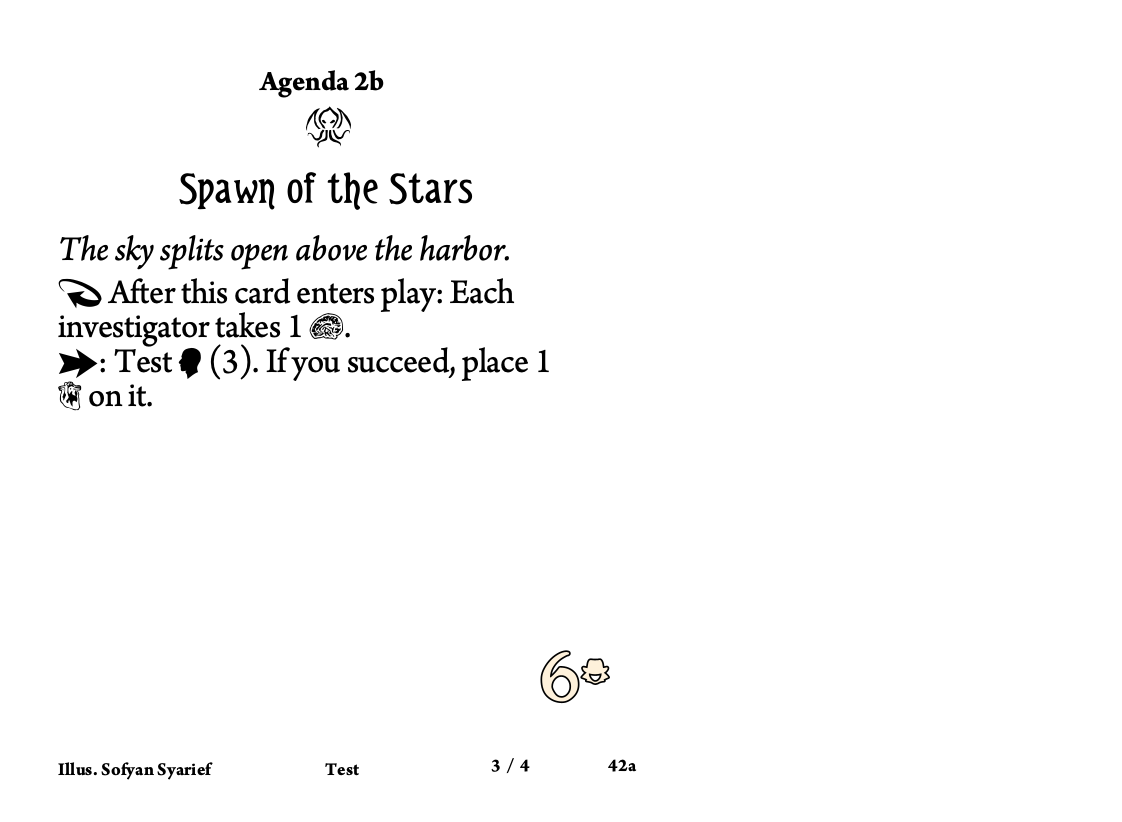 Agenda 2b
Spawn of the Stars
The sky splits open above the harbor.
After this card enters play: Each
investigator takes 1 .
: Test (3). If you succeed, place 1
on it.
6
Illus. Sofyan Syarief Test 3 / 4 42a